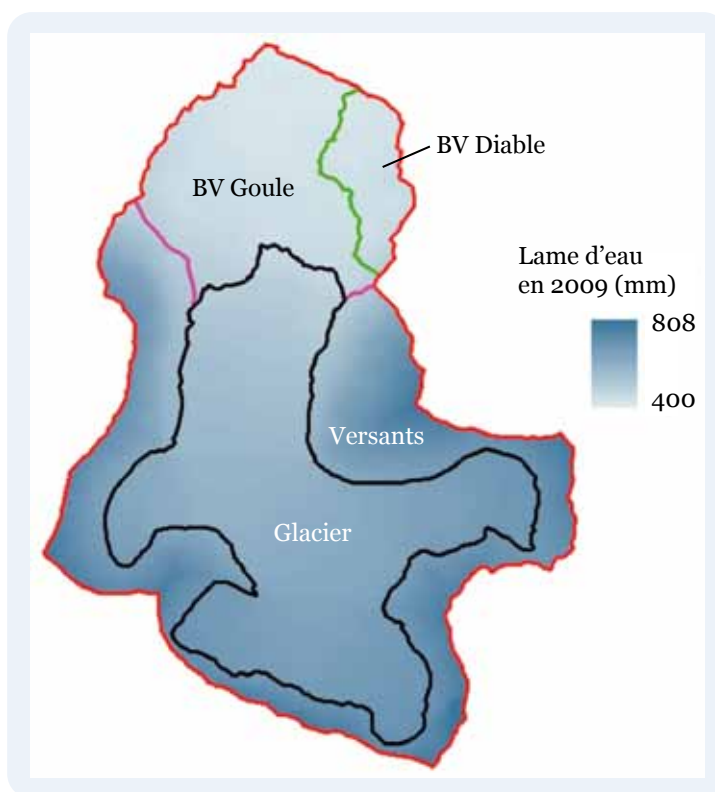 BV Diable
BV Goule
Lame d'eau
en 2009 (mm)
808
400
Versants
Glacier